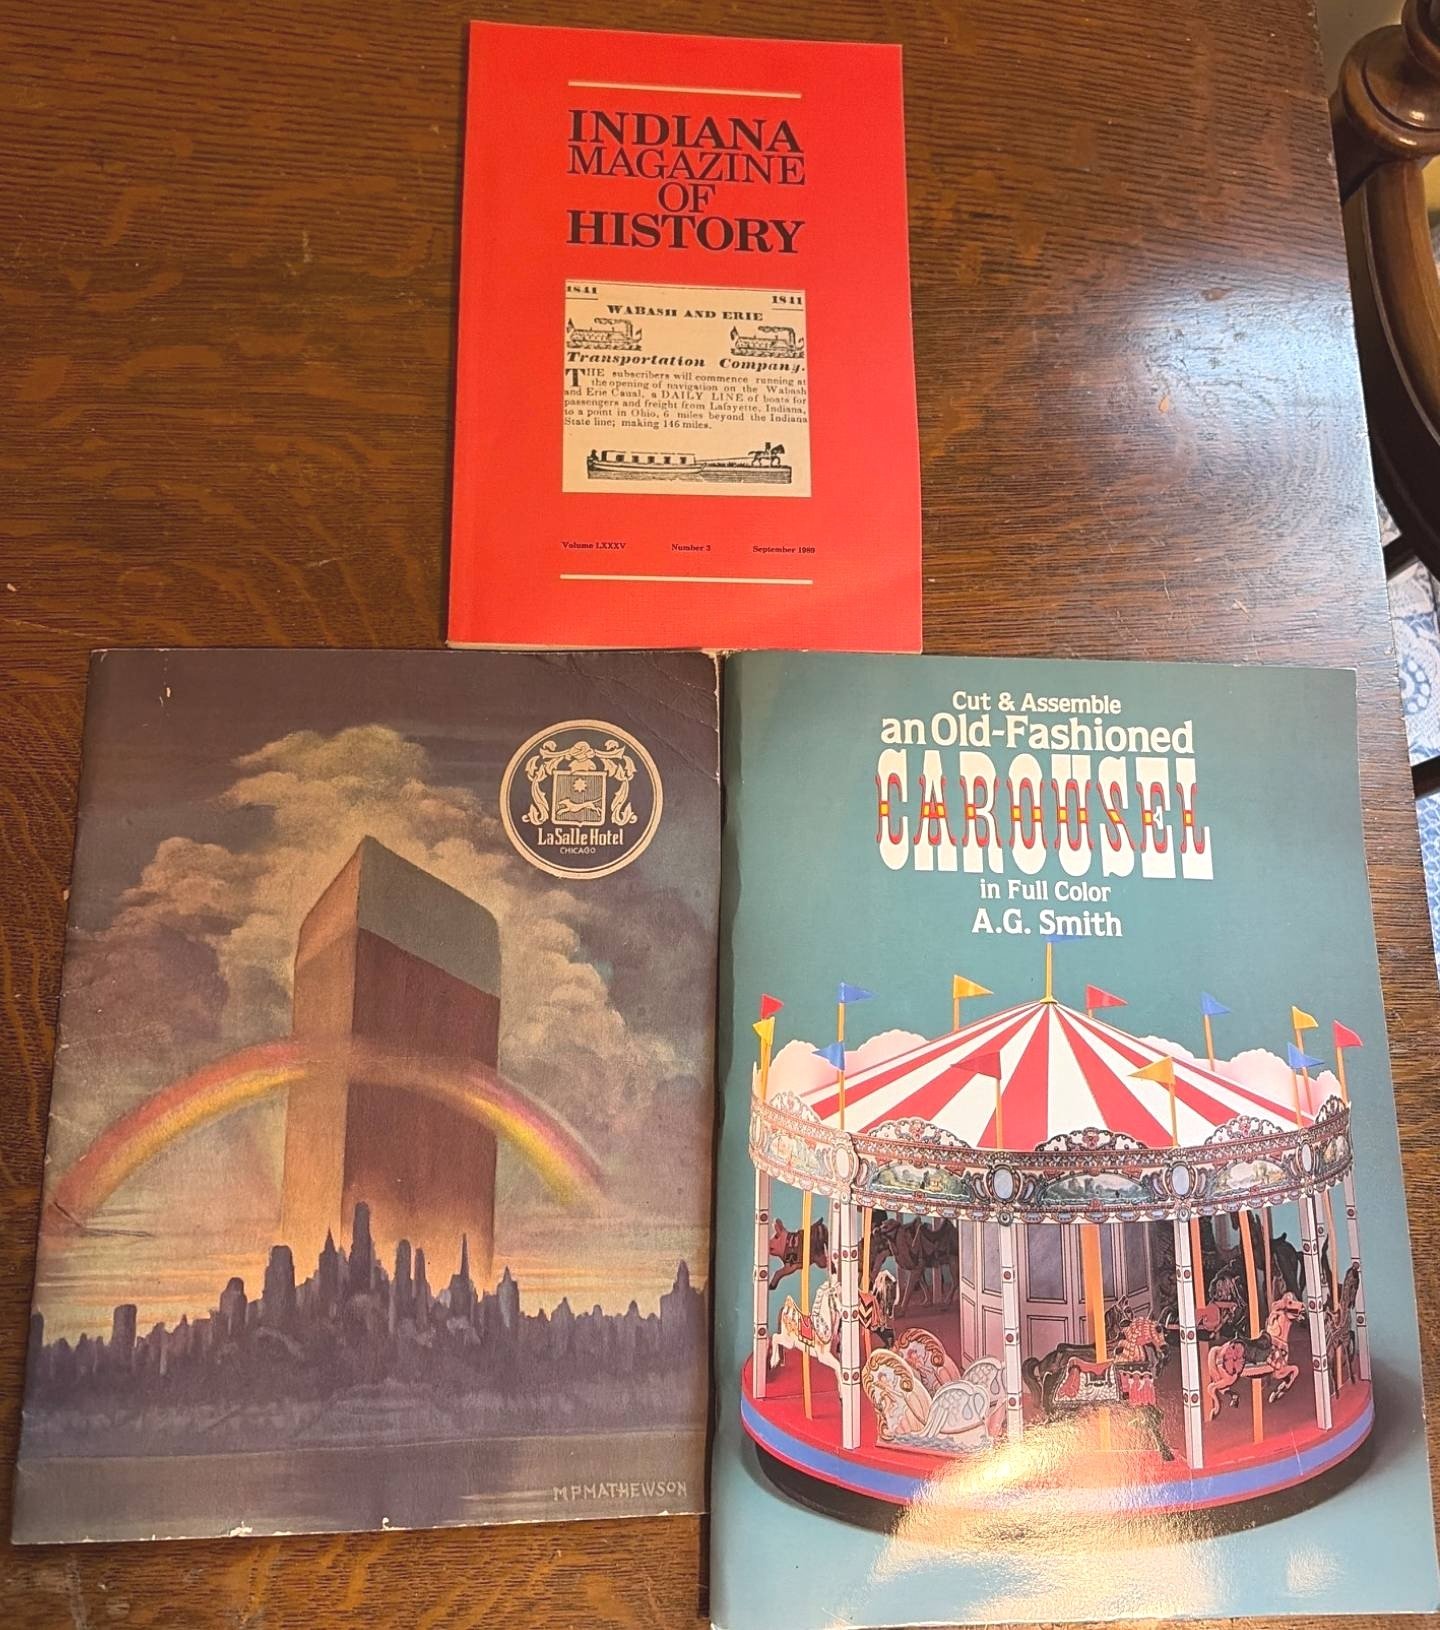 INDIANA
MAGAZINE
OF
HISTORY
1841 1841
WABASH AND ERIE
Transportation Company.
THE subscribers will commence running at
the opening of navigation on the Wabash
and Erie Canal, a DAILY LINE of boats for
passengers and freight from Lafayette, Indiana,
to a point in Ohio, 6 miles beyond the Indiana
State line; making 146 miles.
Volume LXXXV Number 3 September 1989
LaSalle Hotel
CHICAGO
M P MATHEWSON
Cut & Assemble
an Old-Fashioned
CAROUSEL
in Full Color
A.G. Smith